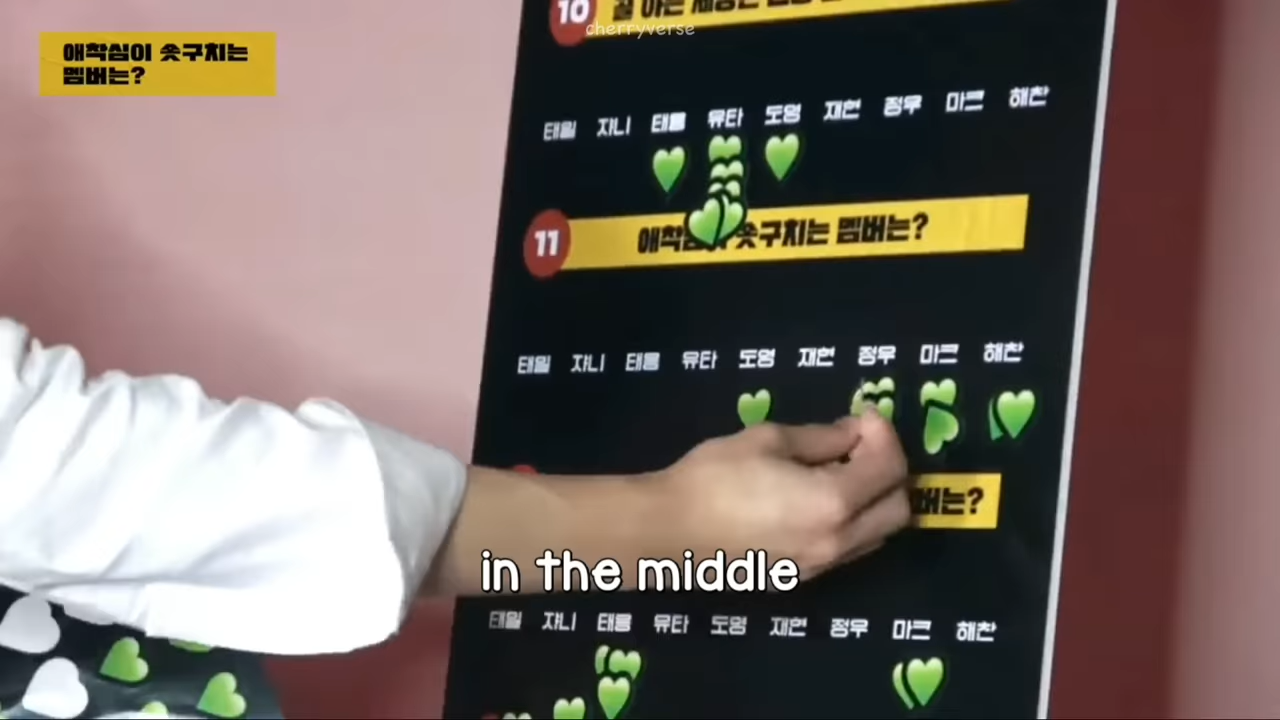 애착심이 솟구치는
멤버는?
cherryverse
10
태일 쟈니 태용 유타 도영 재현 정우 마크 해찬
11 애착심이 솟구치는 멤버는?
태일 쟈니 태용 유타 도영 재현 정우 마크 해찬
버는?
in the middle
태일 쟈니 태용 유타 도영 재현 정우 마크 해찬